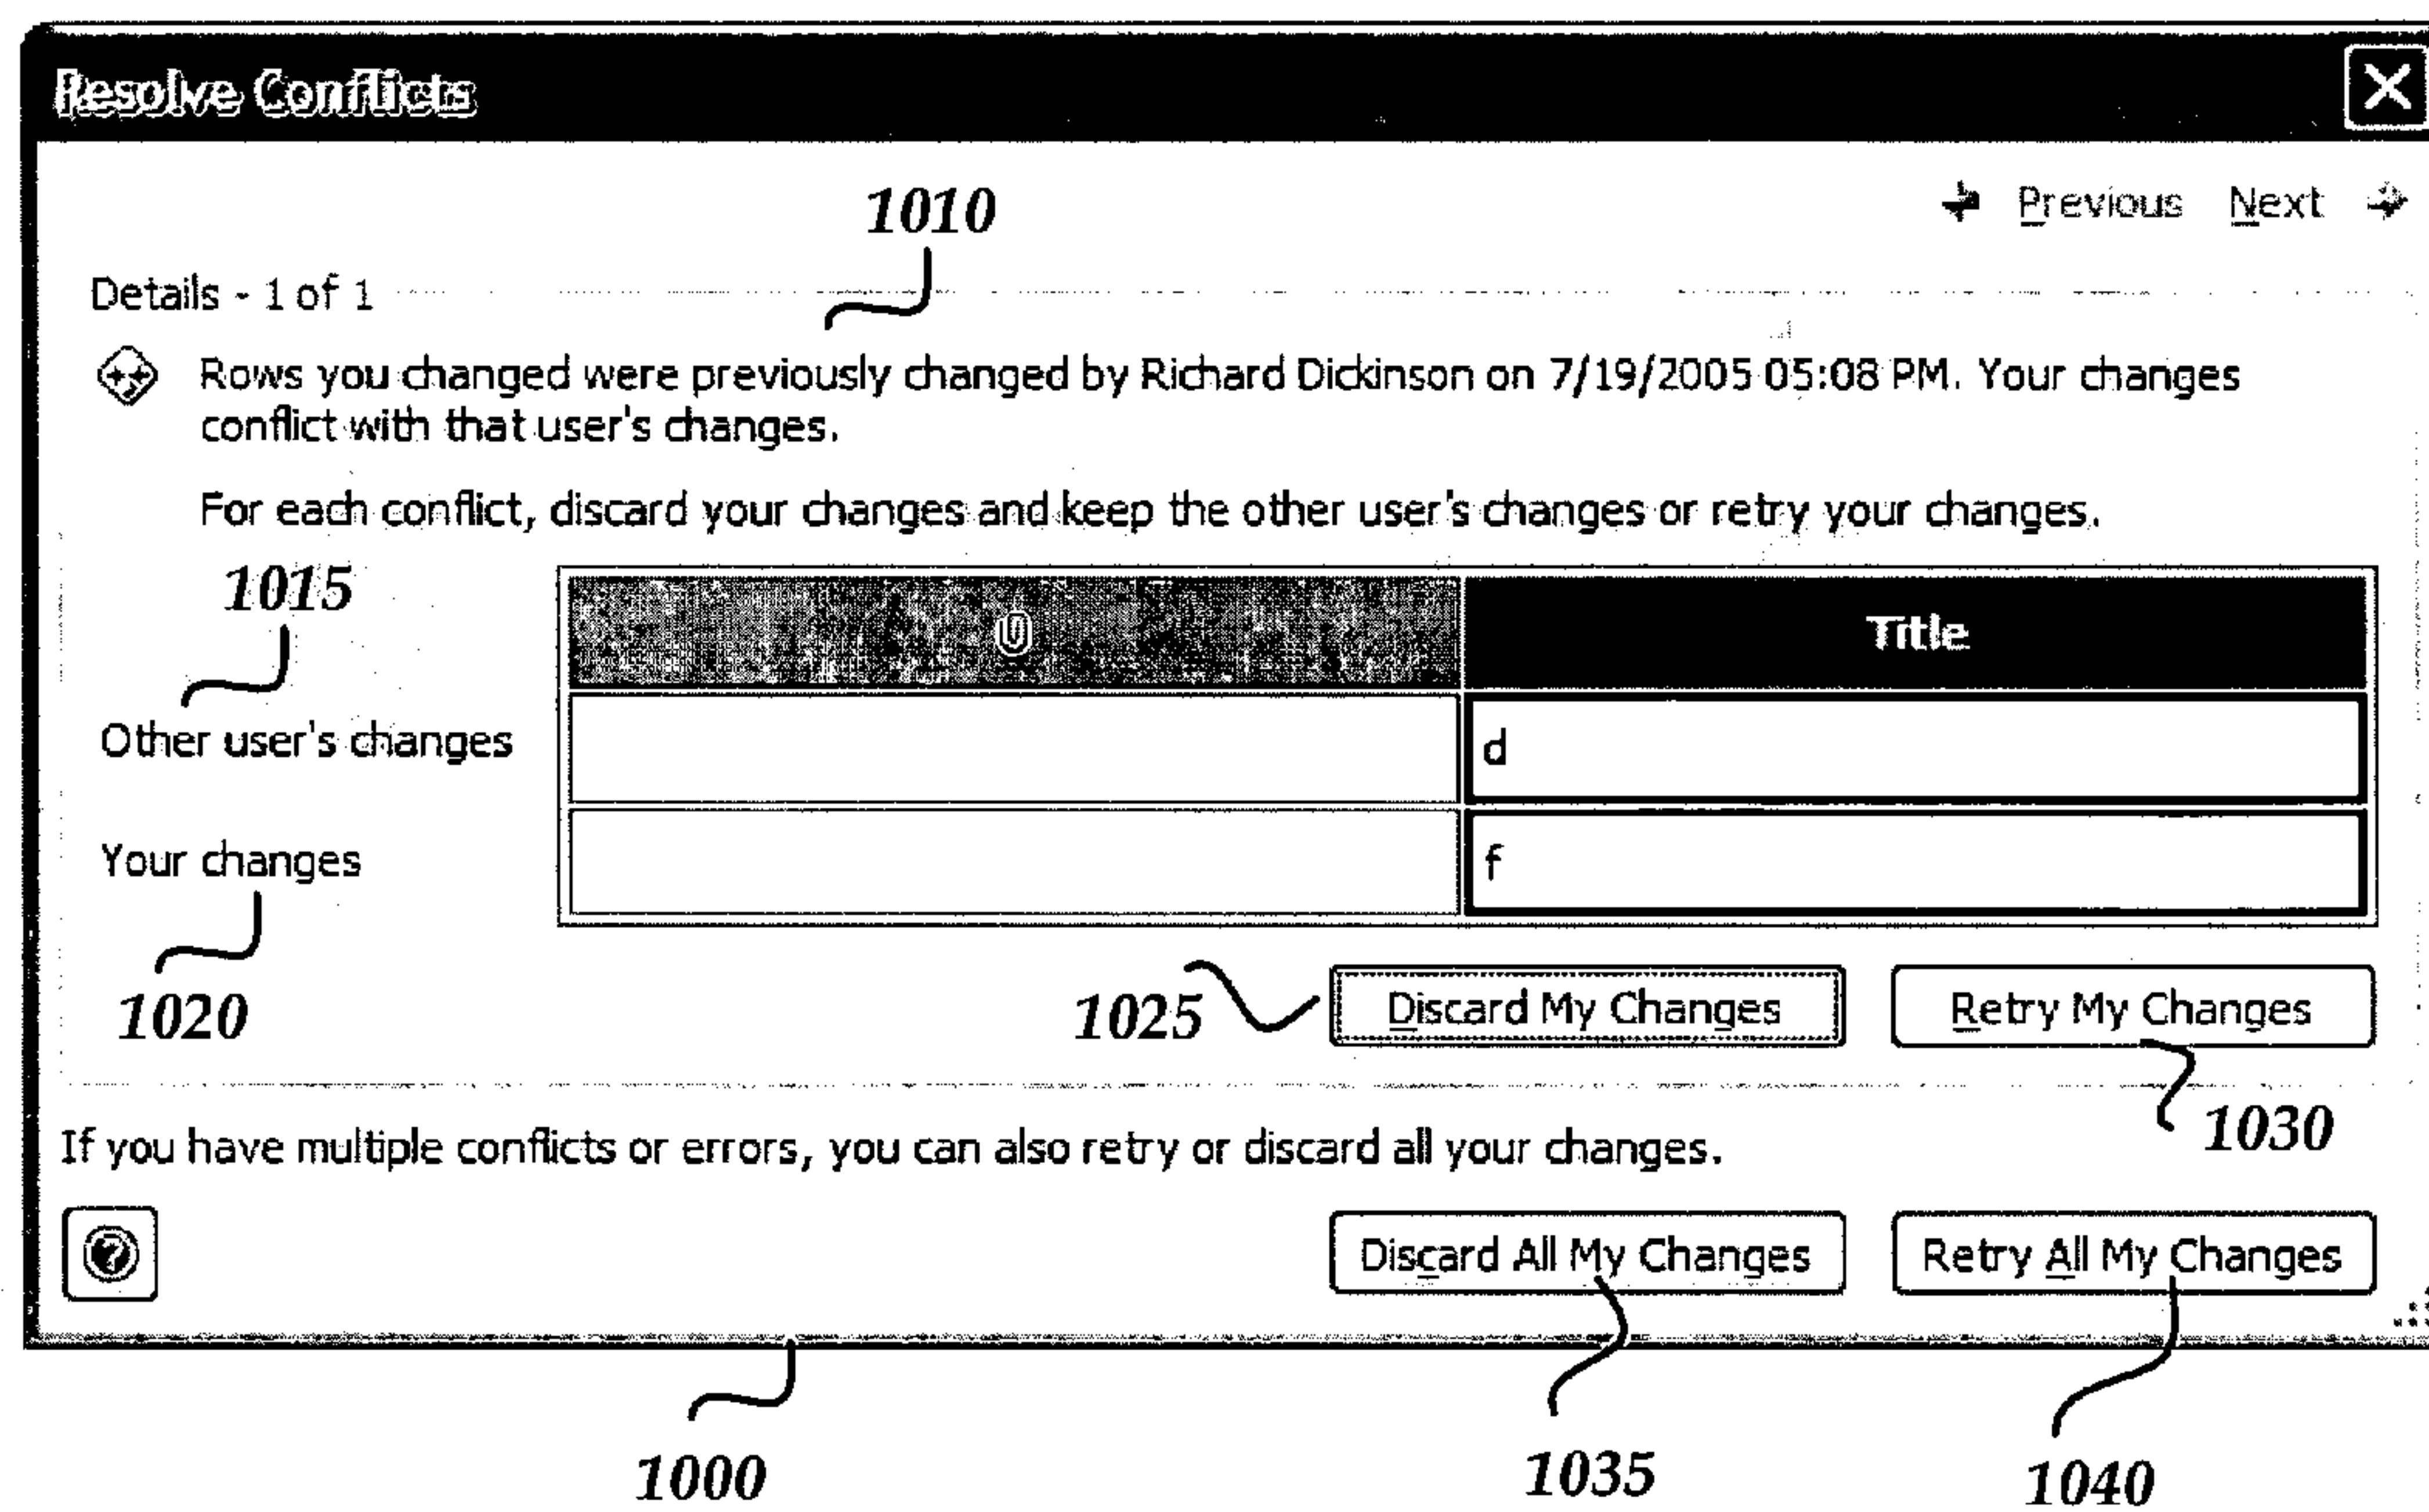 Resolve Conflicts
Previous Next
1010
Details - 1 of 1
Rows you changed were previously changed by Richard Dickinson on 7/19/2005 05:08 PM. Your changes
conflict with that user's changes.
For each conflict, discard your changes and keep the other user's changes or retry your changes.
1015
Title
Other user's changes
d
Your changes
f
1020
1025
Discard My Changes
Retry My Changes
1030
If you have multiple conflicts or errors, you can also retry or discard all your changes.
?
Discard All My Changes
Retry All My Changes
1000
1035
1040